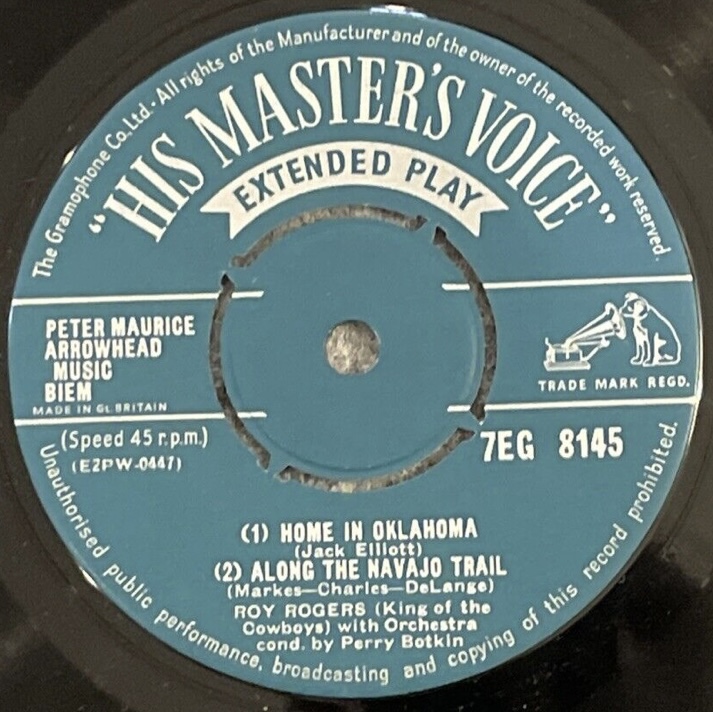 The Gramophone Co. Ltd. · All rights of the Manufacturer and of the owner of the recorded work reserved.
"HIS MASTER'S VOICE"
EXTENDED PLAY
PETER MAURICE
ARROWHEAD
MUSIC
BIEM
MADE IN GT. BRITAIN
TRADE MARK REGD.
(Speed 45 r.p.m.)
7EG 8145
(1) HOME IN OKLAHOMA
(Jack Elliott)
(2) ALONG THE NAVAJO TRAIL
(Markes—Charles—DeLange)
ROY ROGERS (King of the
Cowboys) with Orchestra
cond. by Perry Botkin
Unauthorised public performance, broadcasting and copying of this record prohibited.